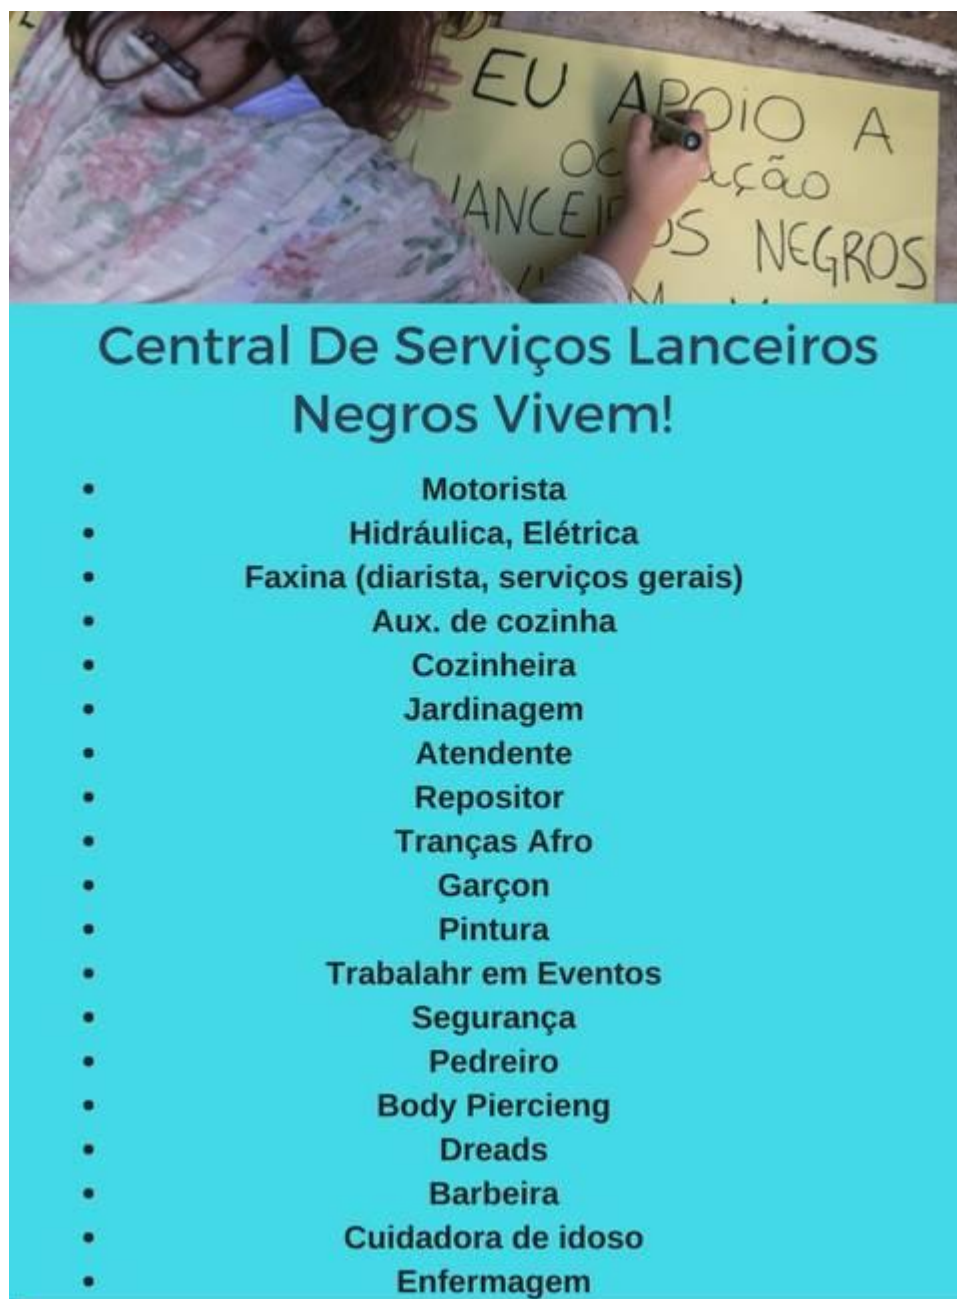 EU APOIO A
LANCEIROS NEGROS
Central De Serviços Lanceiros
Negros Vivem!
• Motorista
• Hidráulica, Elétrica
• Faxina (diarista, serviços gerais)
• Aux. de cozinha
• Cozinheira
• Jardinagem
• Atendente
• Repositor
• Tranças Afro
• Garçon
• Pintura
• Trabalahr em Eventos
• Segurança
• Pedreiro
• Body Piercieng
• Dreads
• Barbeira
• Cuidadora de idoso
• Enfermagem